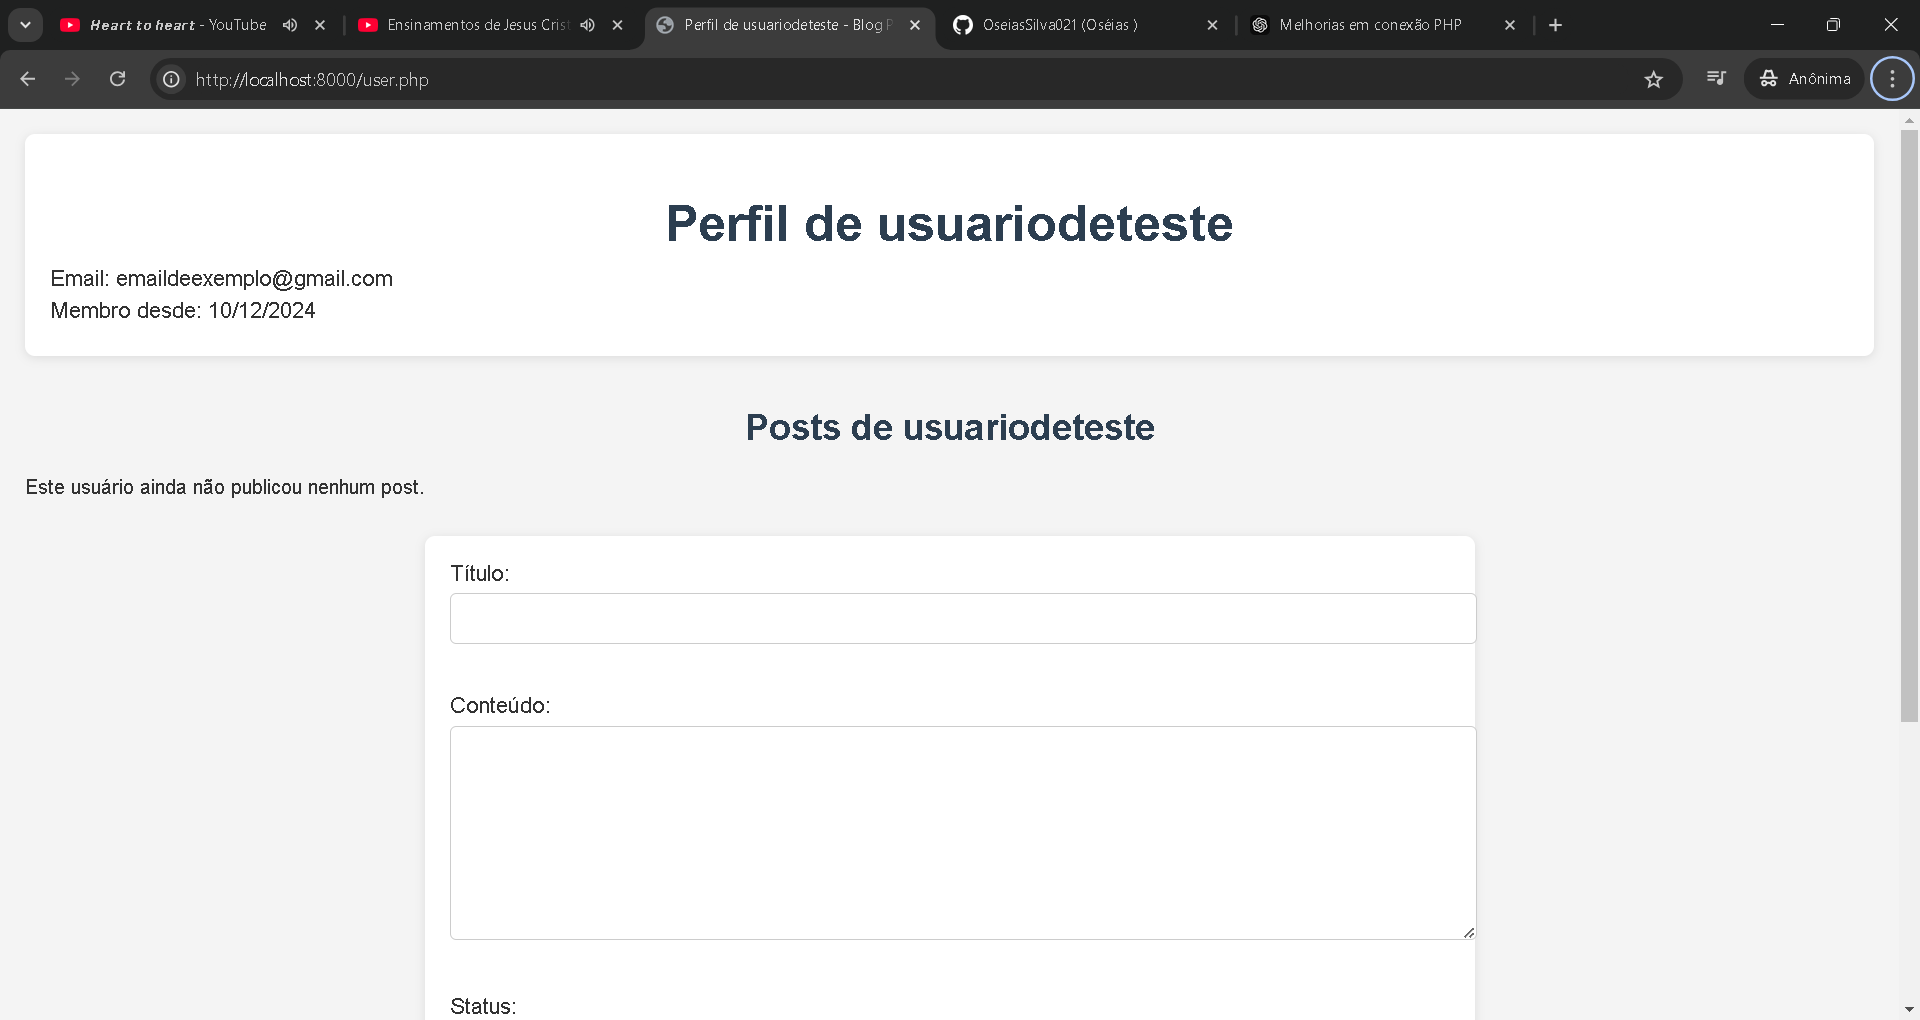 Heart to heart - YouTube
Ensinamentos de Jesus Crist
Perfil de usuariodeteste - Blog P
OseiasSilva021 (Oséias )
Melhorias em conexão PHP
http://localhost:8000/user.php
Anônima
Perfil de usuariodeteste
Email: emaildeexemplo@gmail.com
Membro desde: 10/12/2024
Posts de usuariodeteste
Este usuário ainda não publicou nenhum post.
Título:
Conteúdo:
Status: